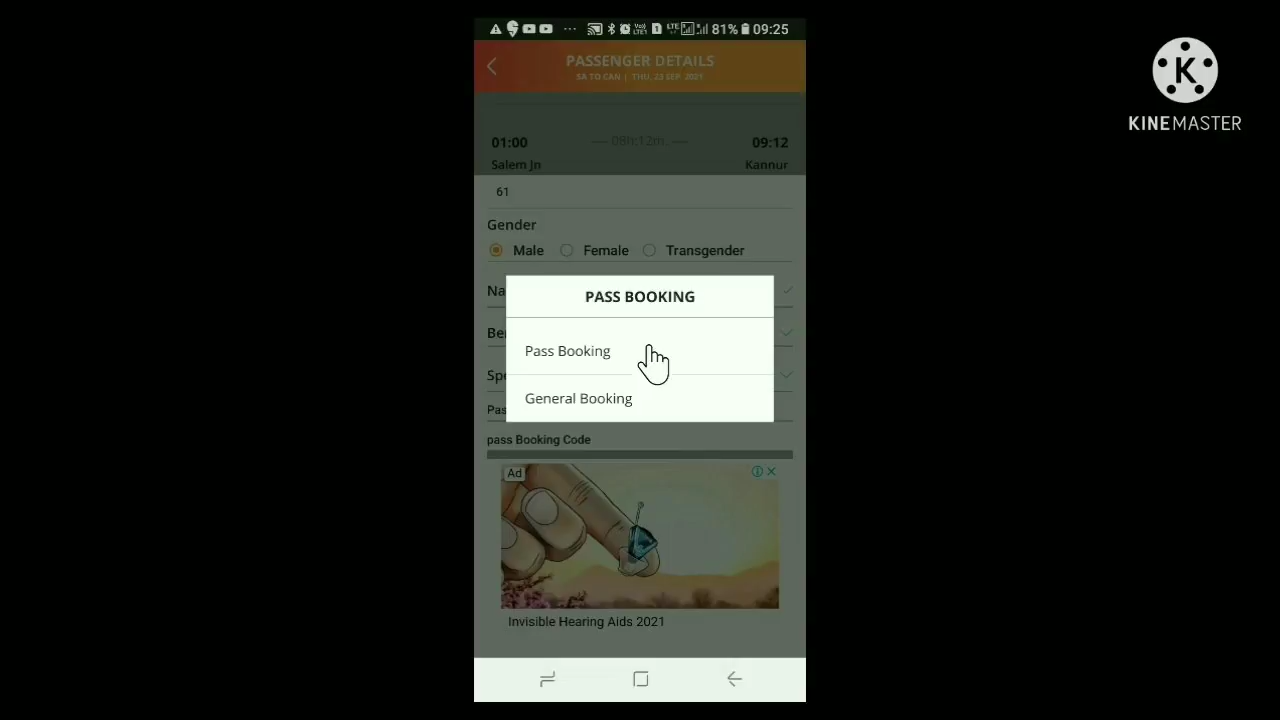 81% 09:25
PASSENGER DETAILS
SA TO CAN | THU, 23 SEP 2021
01:00 08h:12m 09:12
Salem Jn Kannur
61
Gender
Male Female Transgender
Na
PASS BOOKING
Be
Pass Booking
Spe
General Booking
Pas
pass Booking Code
Ad
Invisible Hearing Aids 2021
K
KINEMASTER